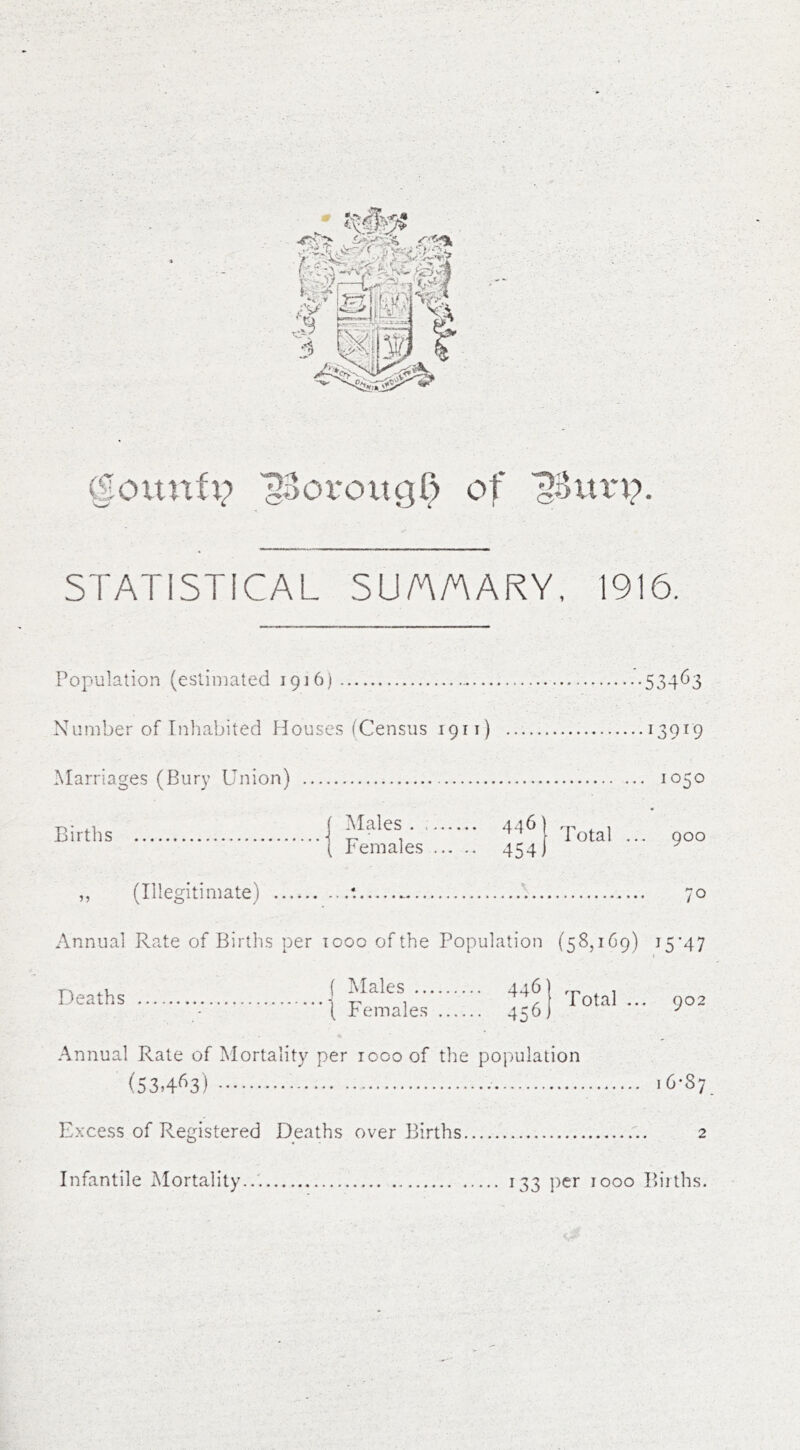 County Borough of Bury.
STATISTICAL SUMMARY, 1916.
Population (estimated 1916) ........ 53463
Number of Inhabited Houses (Census 1911) ........ 13919
Marriages (Bury Union) ........ 1050
Births ........ { Males ........ 446 } Total ... 900
{ Females ...... 454 }
,, (Illegitimate) ........ 70
Annual Rate of Births per 1000 of the Population (58,169) 15·47
Deaths ........ { Males ........ 446 } Total ... 902
{ Females ...... 456 }
Annual Rate of Mortality per 1000 of the population
(53,463) ........ 16·87
Excess of Registered Deaths over Births ........ 2
Infantile Mortality ........ 133 per 1000 Births.